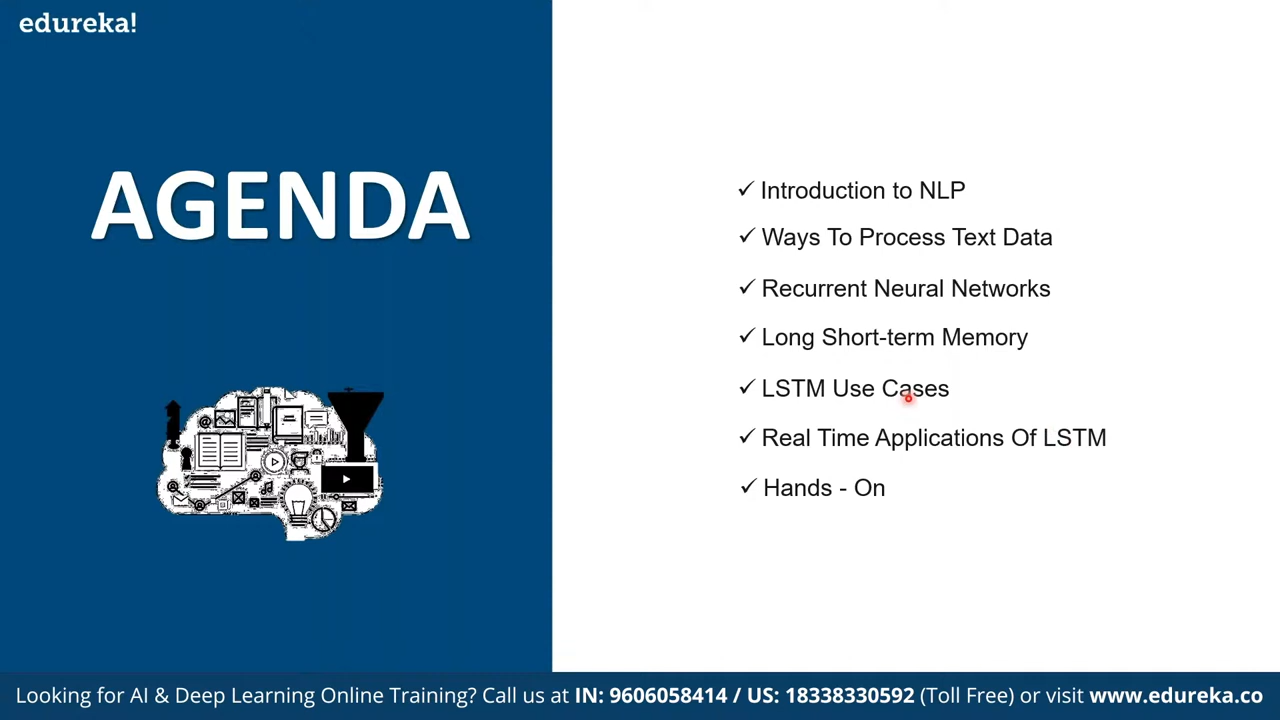 edureka!
AGENDA
✓ Introduction to NLP
✓ Ways To Process Text Data
✓ Recurrent Neural Networks
✓ Long Short-term Memory
✓ LSTM Use Cases
✓ Real Time Applications Of LSTM
✓ Hands - On
Looking for AI & Deep Learning Online Training? Call us at IN: 9606058414 / US: 18338330592 (Toll Free) or visit www.edureka.co